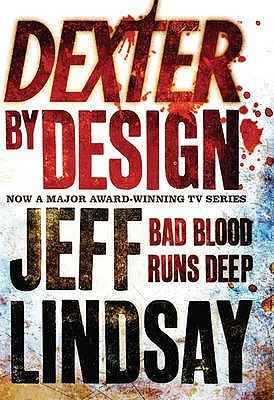 DEXTER
BY DESIGN
NOW A MAJOR AWARD-WINNING TV SERIES
JEFF
BAD BLOOD
RUNS DEEP
LINDSAY